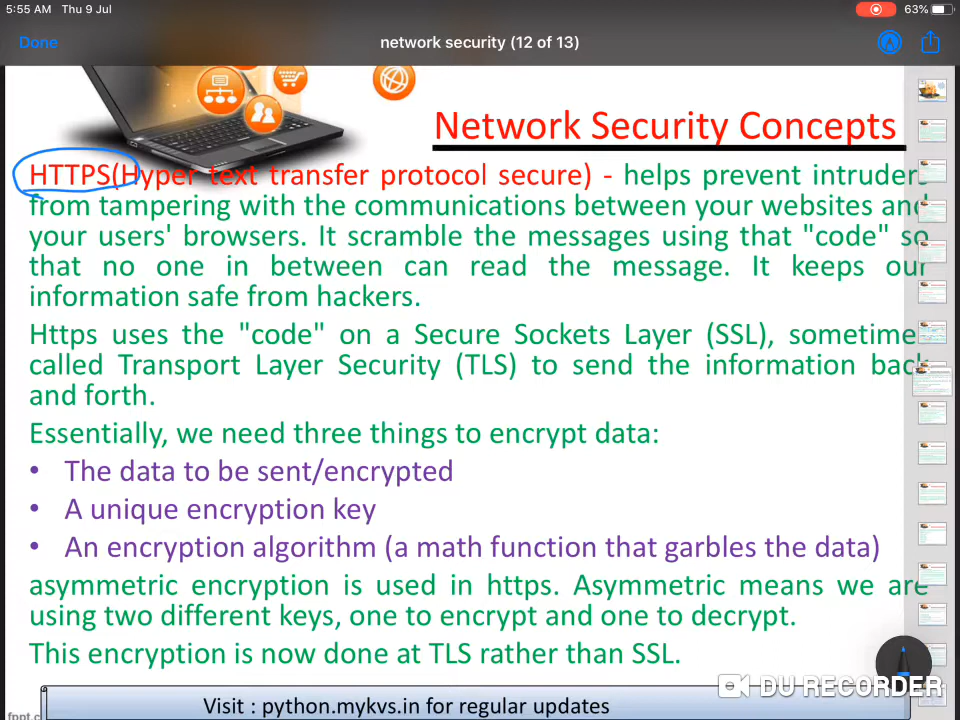 5:55 AM Thu 9 Jul 63%
Done network security (12 of 13)
Network Security Concepts
HTTPS(Hyper text transfer protocol secure) - helps prevent intruders
from tampering with the communications between your websites and
your users' browsers. It scramble the messages using that "code" so
that no one in between can read the message. It keeps our
information safe from hackers.
Https uses the "code" on a Secure Sockets Layer (SSL), sometimes
called Transport Layer Security (TLS) to send the information back
and forth.
Essentially, we need three things to encrypt data:
• The data to be sent/encrypted
• A unique encryption key
• An encryption algorithm (a math function that garbles the data)
asymmetric encryption is used in https. Asymmetric means we are
using two different keys, one to encrypt and one to decrypt.
This encryption is now done at TLS rather than SSL.
DU RECORDER
Visit : python.mykvs.in for regular updates
fppt.com